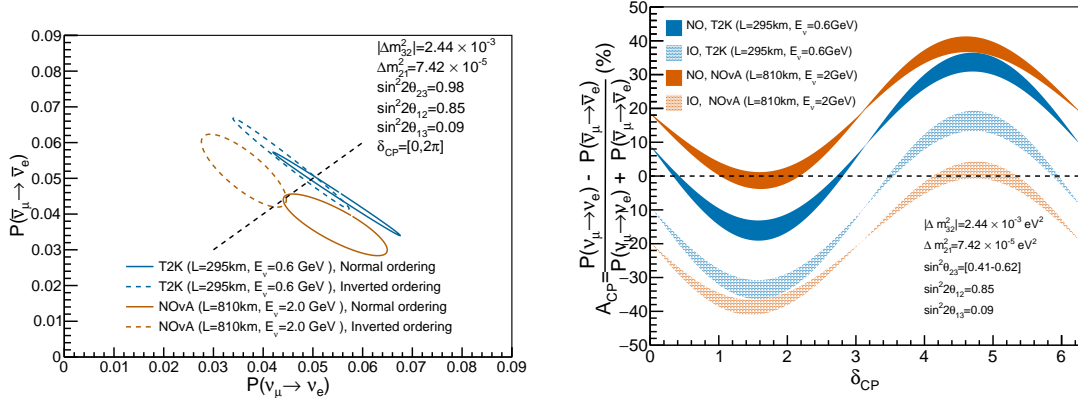 0.09
0.08
0.07
0.06
0.05
0.04
0.03
0.02
0.01
0
P(ν̅μ→ ν̅e)
|Δm²32|=2.44 × 10⁻³
Δm²21=7.42 × 10⁻⁵
sin²2θ23=0.98
sin²2θ12=0.85
sin²2θ13=0.09
δCP=[0,2π]
T2K (L=295km, Eν=0.6 GeV ), Normal ordering
T2K (L=295km, Eν=0.6 GeV ), Inverted ordering
NOvA (L=810km, Eν=2.0 GeV ), Normal ordering
NOvA (L=810km, Eν=2.0 GeV ), Inverted ordering
0 0.01 0.02 0.03 0.04 0.05 0.06 0.07 0.08 0.09
P(νμ→ νe)
50
40
30
20
10
0
−10
−20
−30
−40
−50
ACP= P(νμ→νe) - P(ν̅μ→ν̅e) / P(νμ→νe) + P(ν̅μ→ν̅e) (%)
NO, T2K (L=295km, Eν=0.6GeV)
IO, T2K (L=295km, Eν=0.6GeV)
NO, NOvA (L=810km, Eν=2GeV)
IO, NOvA (L=810km, Eν=2GeV)
|Δ m²32|=2.44 × 10⁻³ eV²
Δ m²21=7.42 × 10⁻⁵ eV²
sin²θ23=[0.41-0.62]
sin²2θ12=0.85
sin²2θ13=0.09
0 1 2 3 4 5 6
δCP